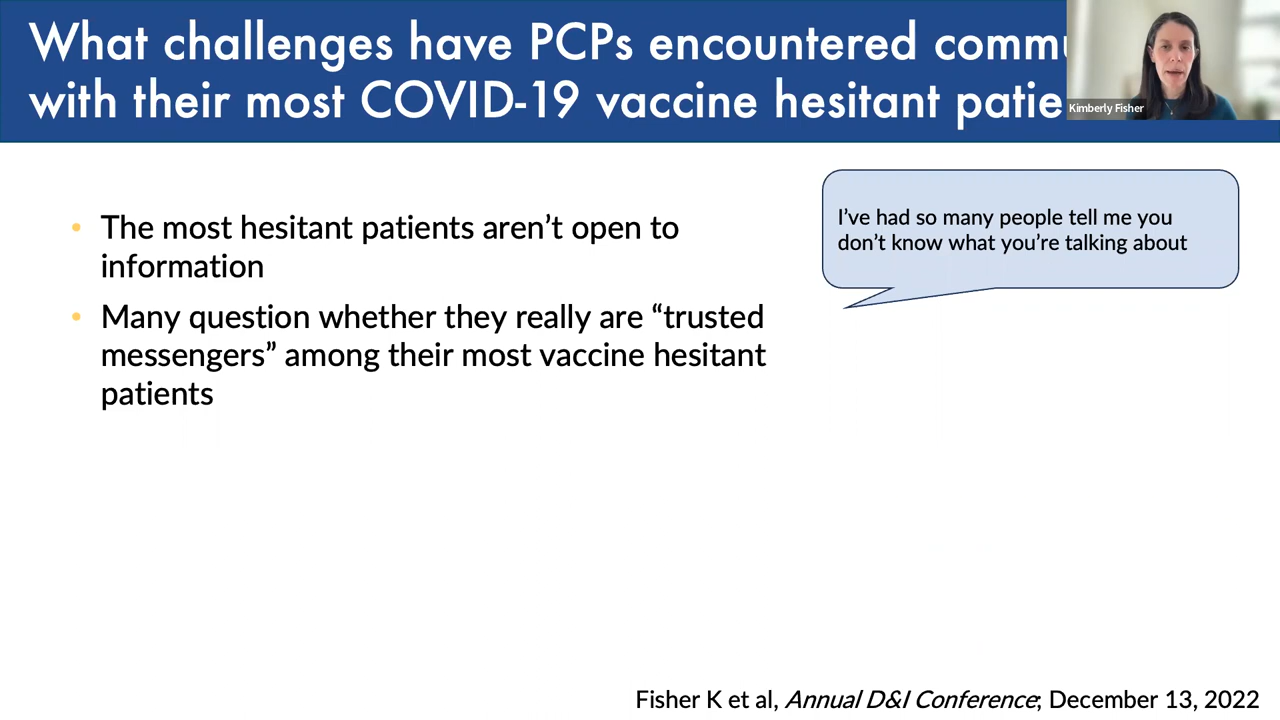 What challenges have PCPs encountered
with their most COVID-19 vaccine hesitant
Kimberly Fisher
I’ve had so many people tell me you
don’t know what you’re talking about
• The most hesitant patients aren’t open to
information
• Many question whether they really are “trusted
messengers” among their most vaccine hesitant
patients
Fisher K et al, Annual D&I Conference; December 13, 2022